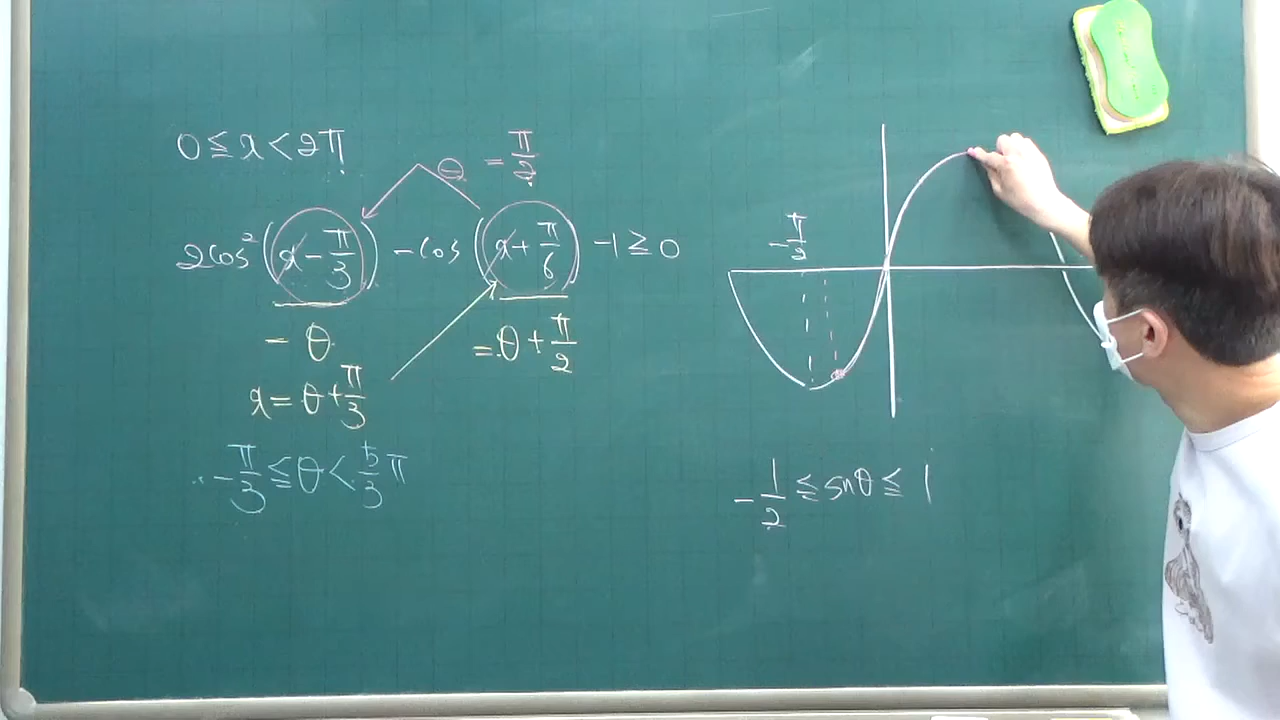 0 ≦ x < 2π
⊖ = π/2
2cos²(x - π/3) - cos(x + π/6) - 1 ≧ 0
= θ
= θ + π/2
x = θ + π/3
-π/3 ≦ θ < 5/3 π
-π/2
-1/2 ≦ sinθ ≦ 1